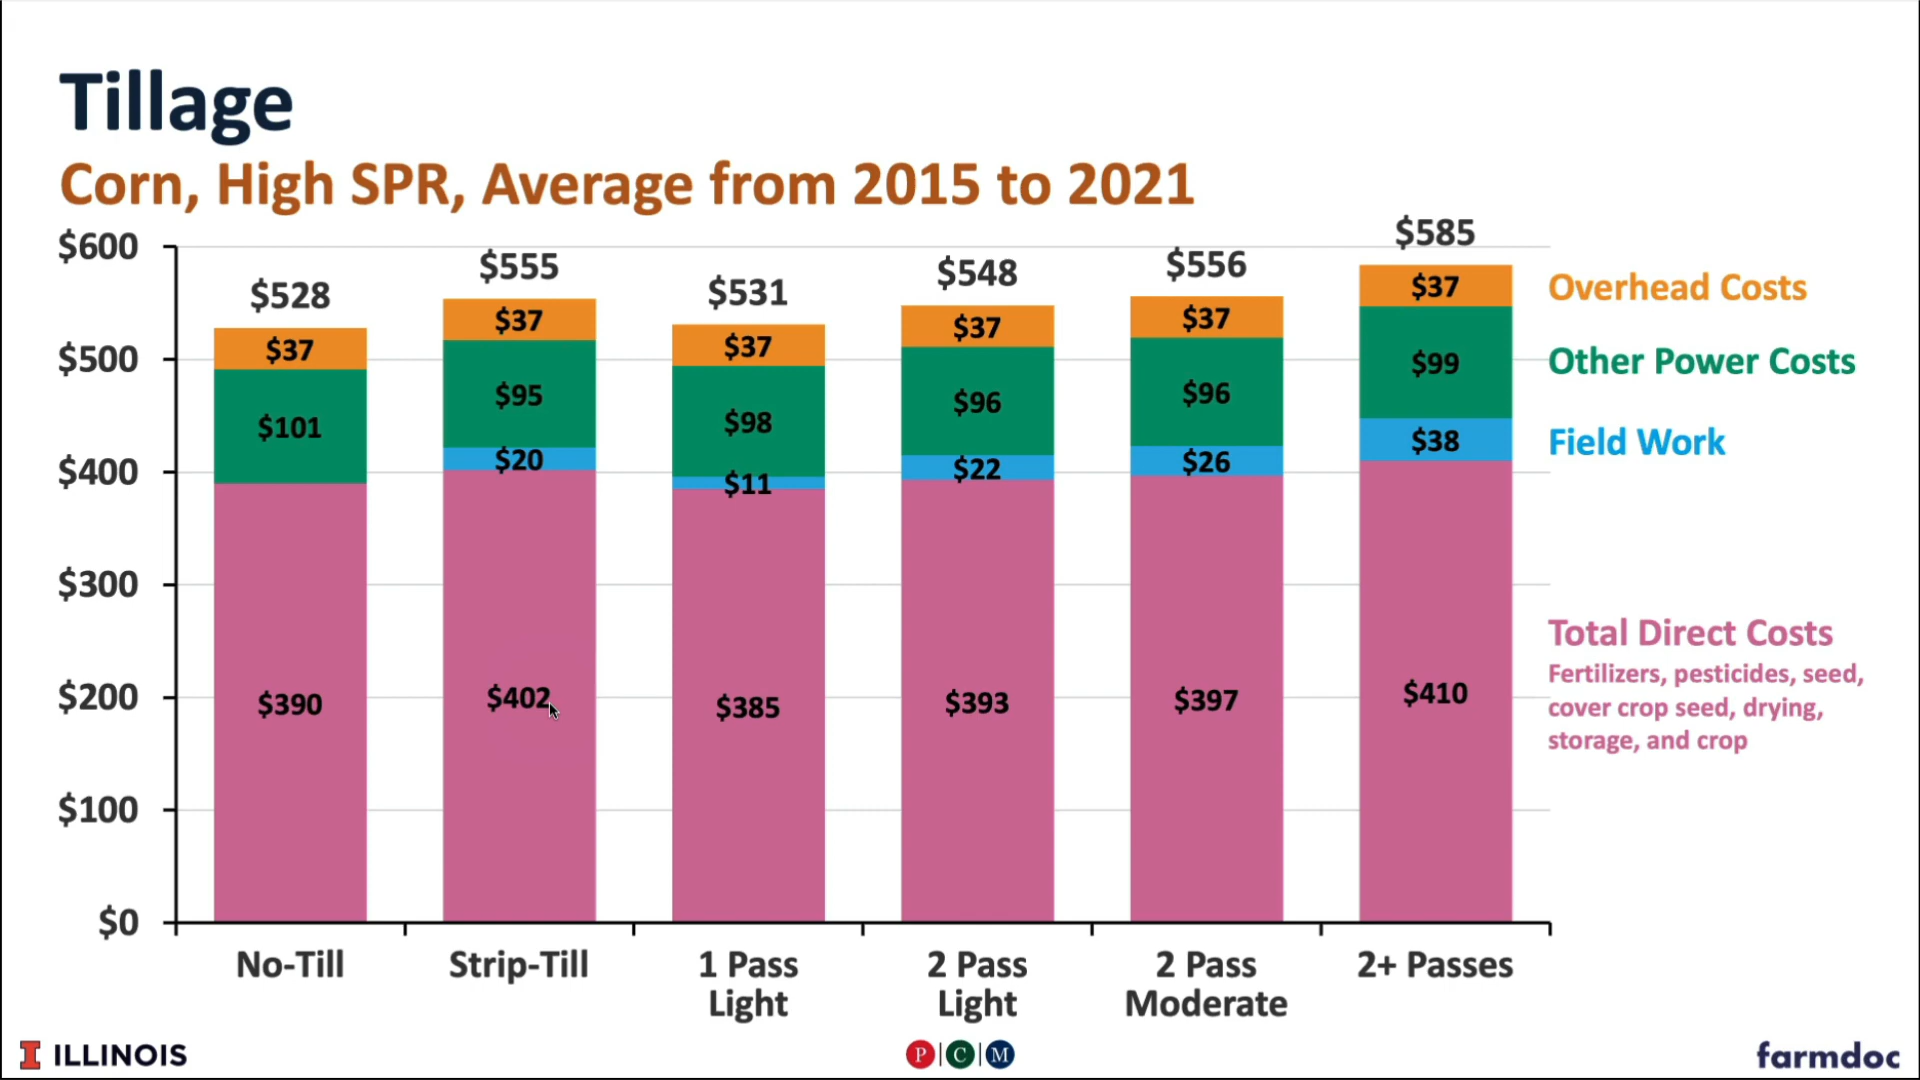 Tillage
Corn, High SPR, Average from 2015 to 2021
$600
$500
$400
$300
$200
$100
$0
$528
$37
$101
$390
$555
$37
$95
$20
$402
$531
$37
$98
$11
$385
$548
$37
$96
$22
$393
$556
$37
$96
$26
$397
$585
$37
$99
$38
$410
Overhead Costs
Other Power Costs
Field Work
Total Direct Costs
Fertilizers, pesticides, seed,
cover crop seed, drying,
storage, and crop
No-Till
Strip-Till
1 Pass
Light
2 Pass
Light
2 Pass
Moderate
2+ Passes
I ILLINOIS
P|C|M
farmdoc